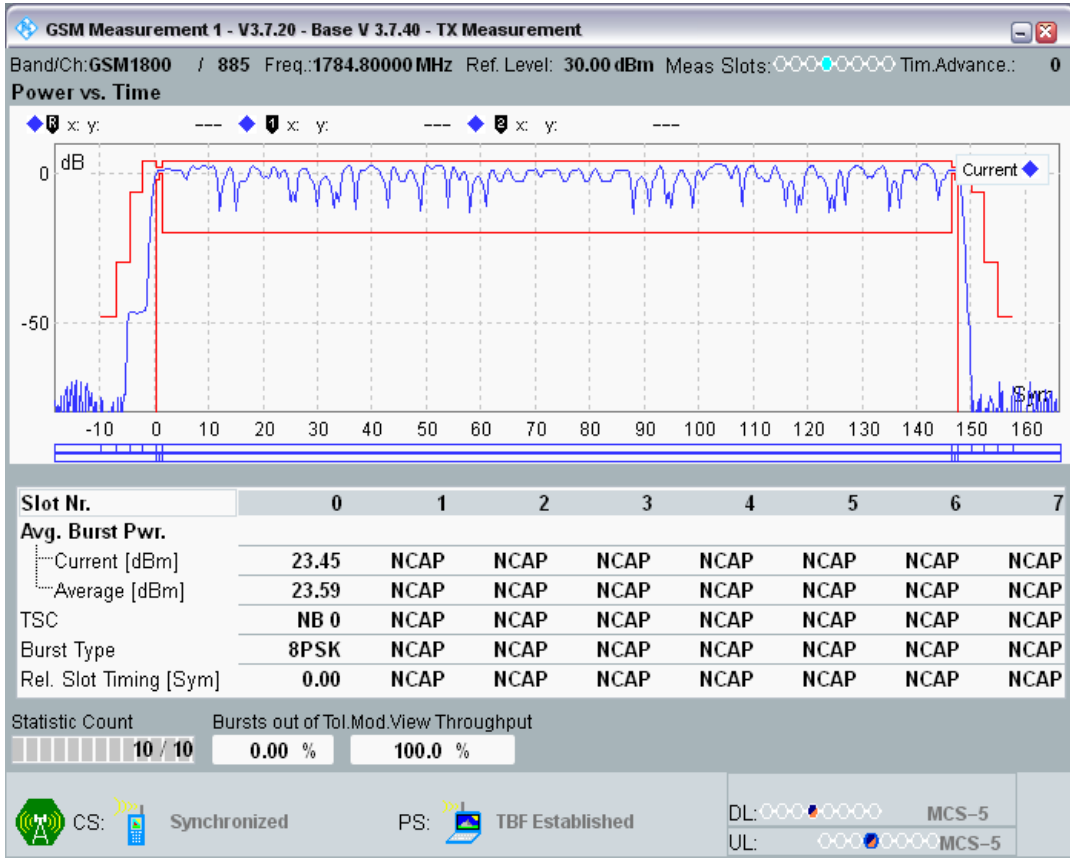 GSM Measurement 1 - V3.7.20 - Base V 3.7.40 - TX Measurement
Band/Ch:GSM1800 / 885 Freq.:1784.80000 MHz Ref. Level: 30.00 dBm Meas Slots: Tim.Advance.: 0
Power vs. Time
R x: y: --- 1 x: y: --- 2 x: y: ---
dB
Current
0
-50
Sym
-10 0 10 20 30 40 50 60 70 80 90 100 110 120 130 140 150 160
Slot Nr. 0 1 2 3 4 5 6 7
Avg. Burst Pwr.
Current [dBm] 23.45 NCAP NCAP NCAP NCAP NCAP NCAP NCAP
Average [dBm] 23.59 NCAP NCAP NCAP NCAP NCAP NCAP NCAP
TSC NB 0 NCAP NCAP NCAP NCAP NCAP NCAP NCAP
Burst Type 8PSK NCAP NCAP NCAP NCAP NCAP NCAP NCAP
Rel. Slot Timing [Sym] 0.00 NCAP NCAP NCAP NCAP NCAP NCAP NCAP
Statistic Count Bursts out of Tol.Mod.View Throughput
10 / 10 0.00 % 100.0 %
CS: Synchronized PS: TBF Established DL: MCS-5
UL: MCS-5